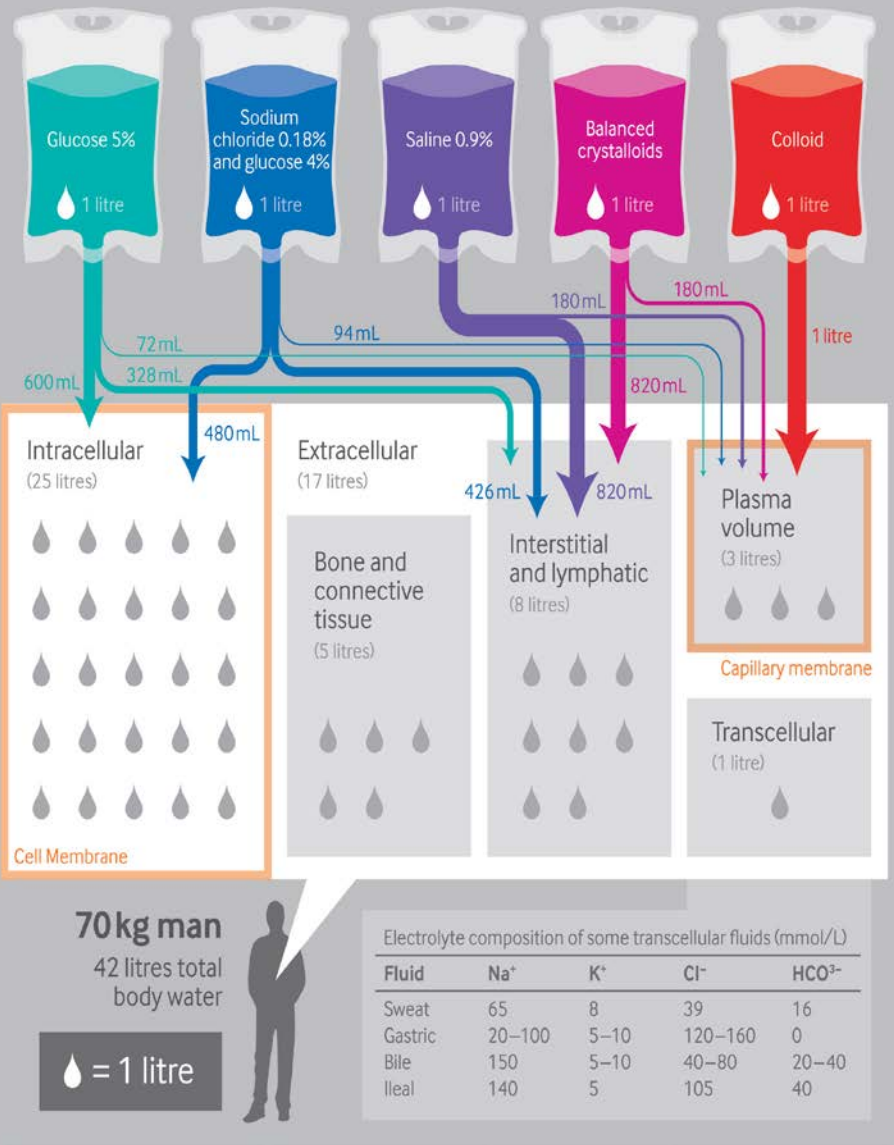 Glucose 5%
1 litre
Sodium
chloride 0.18%
and glucose 4%
1 litre
Saline 0.9%
1 litre
Balanced
crystalloids
1 litre
Colloid
1 litre
180 mL
180 mL
72 mL
94 mL
1 litre
600 mL
328 mL
820 mL
480 mL
Intracellular
(25 litres)
Cell Membrane
Extracellular
(17 litres)
Bone and
connective
tissue
(5 litres)
426 mL
820 mL
Interstitial
and lymphatic
(8 litres)
Plasma
volume
(3 litres)
Capillary membrane
Transcellular
(1 litre)
70 kg man
42 litres total
body water
= 1 litre
Electrolyte composition of some transcellular fluids (mmol/L)
Fluid Na⁺ K⁺ Cl⁻ HCO³⁻
Sweat 65 8 39 16
Gastric 20–100 5–10 120–160 0
Bile 150 5–10 40–80 20–40
Ileal 140 5 105 40